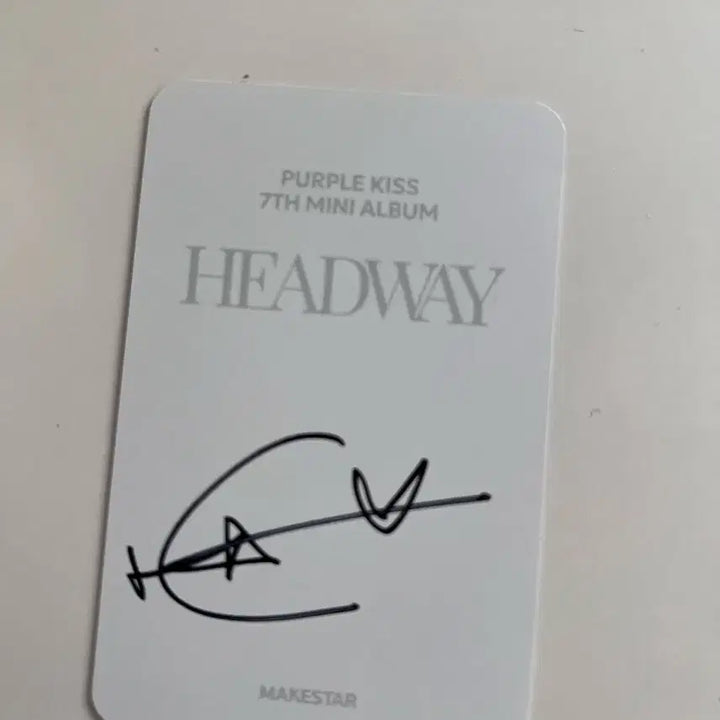 PURPLE KISS
7TH MINI ALBUM
HEADWAY
MAKESTAR